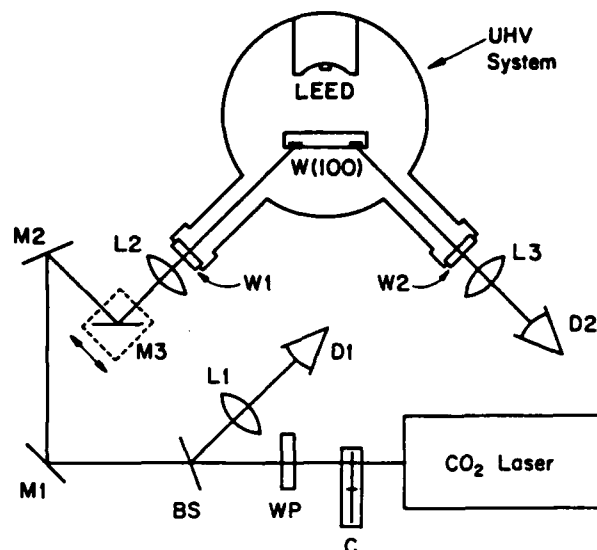 UHV
System
LEED
W(100)
M2
L2
W1
W2
L3
M3
D1
D2
L1
M1
BS
WP
C
CO₂ Laser